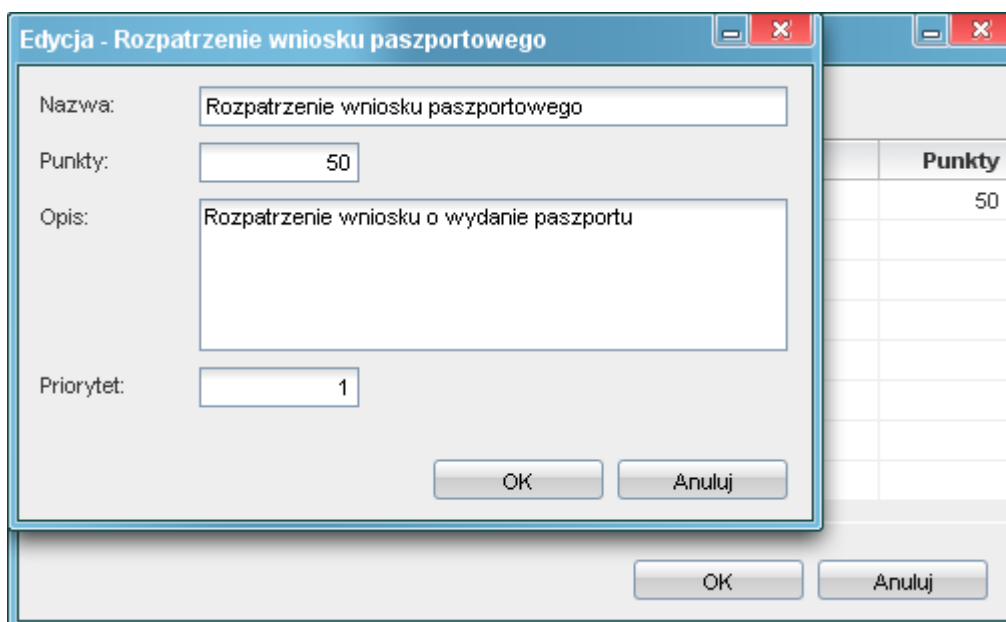 Edycja - Rozpatrzenie wniosku paszportowego
Nazwa: Rozpatrzenie wniosku paszportowego
Punkty: 50
Opis: Rozpatrzenie wniosku o wydanie paszportu
Priorytet: 1
OK Anuluj
Punkty
50
OK Anuluj